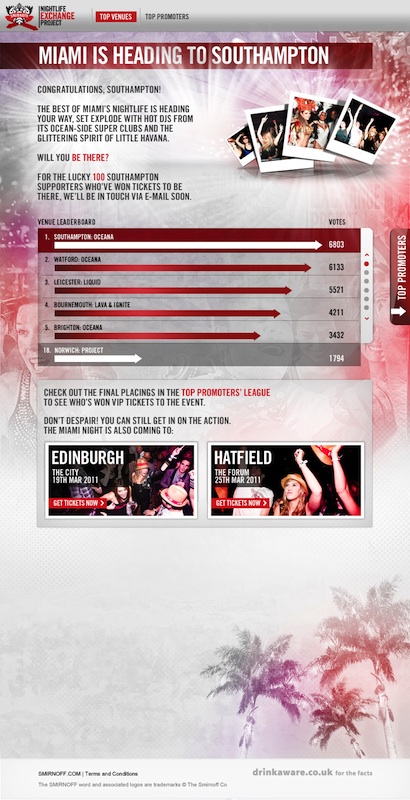 NIGHTLIFE
EXCHANGE
PROJECT
TOP VENUES
TOP PROMOTERS
MIAMI IS HEADING TO SOUTHAMPTON
CONGRATULATIONS, SOUTHAMPTON!
THE BEST OF MIAMI'S NIGHTLIFE IS HEADING
YOUR WAY, SET EXPLODE WITH HOT DJS FROM
ITS OCEAN-SIDE SUPER CLUBS AND THE
GLITTERING SPIRIT OF LITTLE HAVANA.
WILL YOU BE THERE?
FOR THE LUCKY 100 SOUTHAMPTON
SUPPORTERS WHO'VE WON TICKETS TO BE
THERE, WE'LL BE IN TOUCH VIA E-MAIL SOON.
VENUE LEADERBOARD VOTES
1. SOUTHAMPTON: OCEANA 6803
2. WATFORD: OCEANA 6133
3. LEICESTER: LIQUID 5521
4. BOURNEMOUTH: LAVA & IGNITE 4211
5. BRIGHTON: OCEANA 3432
18. NORWICH: PROJECT 1794
TOP PROMOTERS
CHECK OUT THE FINAL PLACINGS IN THE TOP PROMOTERS' LEAGUE
TO SEE WHO'S WON VIP TICKETS TO THE EVENT.
DON'T DESPAIR! YOU CAN STILL GET IN ON THE ACTION.
THE MIAMI NIGHT IS ALSO COMING TO:
EDINBURGH
THE CITY
19TH MAR 2011
GET TICKETS NOW
HATFIELD
THE FORUM
25TH MAR 2011
GET TICKETS NOW
SMIRNOFF.COM | Terms and Conditions
drinkaware.co.uk for the facts
The SMIRNOFF word and associated logos are trademarks © The Smirnoff Co